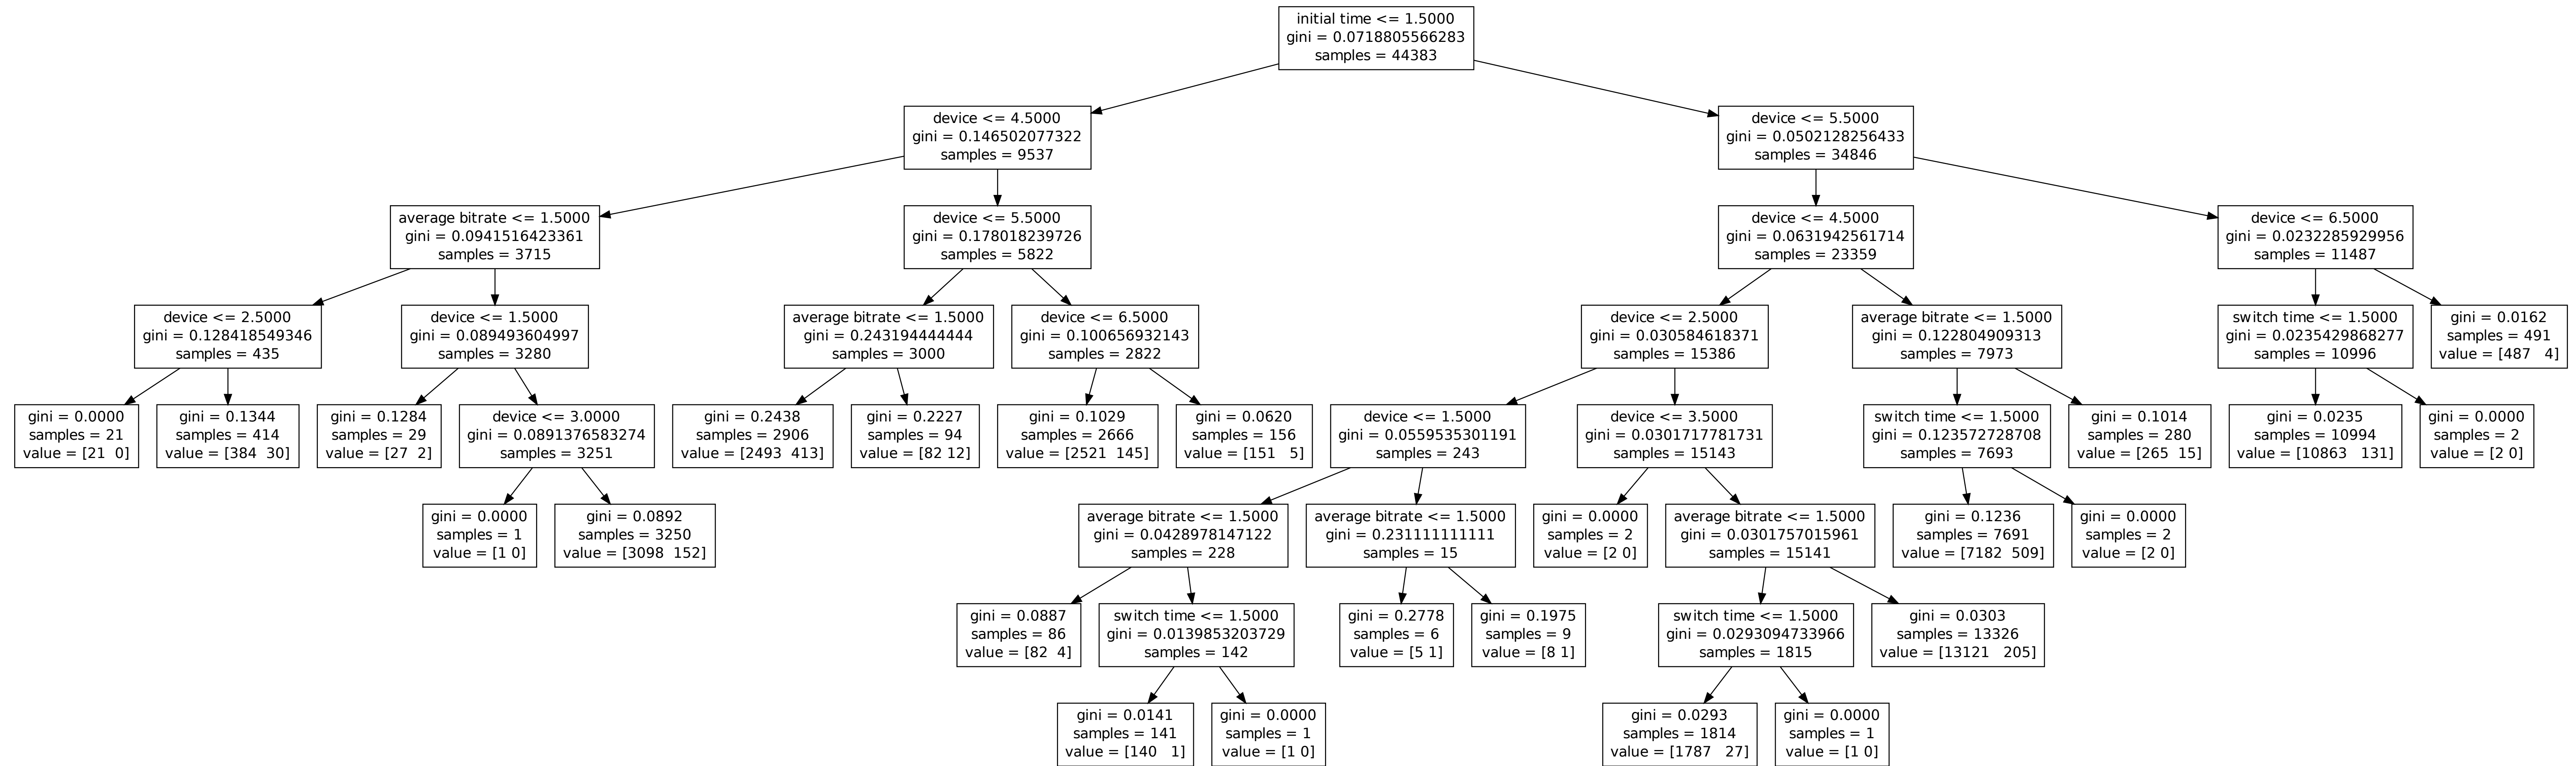 initial time <= 1.5000
gini = 0.0718805566283
samples = 44383
device <= 4.5000
gini = 0.146502077322
samples = 9537
device <= 5.5000
gini = 0.0502128256433
samples = 34846
average bitrate <= 1.5000
gini = 0.0941516423361
samples = 3715
device <= 5.5000
gini = 0.178018239726
samples = 5822
device <= 4.5000
gini = 0.0631942561714
samples = 23359
device <= 6.5000
gini = 0.0232285929956
samples = 11487
device <= 2.5000
gini = 0.128418549346
samples = 435
device <= 1.5000
gini = 0.089493604997
samples = 3280
average bitrate <= 1.5000
gini = 0.243194444444
samples = 3000
device <= 6.5000
gini = 0.100656932143
samples = 2822
device <= 2.5000
gini = 0.030584618371
samples = 15386
average bitrate <= 1.5000
gini = 0.122804909313
samples = 7973
switch time <= 1.5000
gini = 0.0235429868277
samples = 10996
gini = 0.0162
samples = 491
value = [487   4]
gini = 0.0000
samples = 21
value = [21  0]
gini = 0.1344
samples = 414
value = [384  30]
gini = 0.1284
samples = 29
value = [27  2]
device <= 3.0000
gini = 0.0891376583274
samples = 3251
gini = 0.2438
samples = 2906
value = [2493  413]
gini = 0.2227
samples = 94
value = [82 12]
gini = 0.1029
samples = 2666
value = [2521  145]
gini = 0.0620
samples = 156
value = [151   5]
device <= 1.5000
gini = 0.0559535301191
samples = 243
device <= 3.5000
gini = 0.0301717781731
samples = 15143
switch time <= 1.5000
gini = 0.123572728708
samples = 7693
gini = 0.1014
samples = 280
value = [265  15]
gini = 0.0235
samples = 10994
value = [10863   131]
gini = 0.0000
samples = 2
value = [2 0]
gini = 0.0000
samples = 1
value = [1 0]
gini = 0.0892
samples = 3250
value = [3098  152]
average bitrate <= 1.5000
gini = 0.0428978147122
samples = 228
average bitrate <= 1.5000
gini = 0.231111111111
samples = 15
gini = 0.0000
samples = 2
value = [2 0]
average bitrate <= 1.5000
gini = 0.0301757015961
samples = 15141
gini = 0.1236
samples = 7691
value = [7182  509]
gini = 0.0000
samples = 2
value = [2 0]
gini = 0.0887
samples = 86
value = [82  4]
switch time <= 1.5000
gini = 0.0139853203729
samples = 142
gini = 0.2778
samples = 6
value = [5 1]
gini = 0.1975
samples = 9
value = [8 1]
switch time <= 1.5000
gini = 0.0293094733966
samples = 1815
gini = 0.0303
samples = 13326
value = [13121   205]
gini = 0.0141
samples = 141
value = [140   1]
gini = 0.0000
samples = 1
value = [1 0]
gini = 0.0293
samples = 1814
value = [1787   27]
gini = 0.0000
samples = 1
value = [1 0]